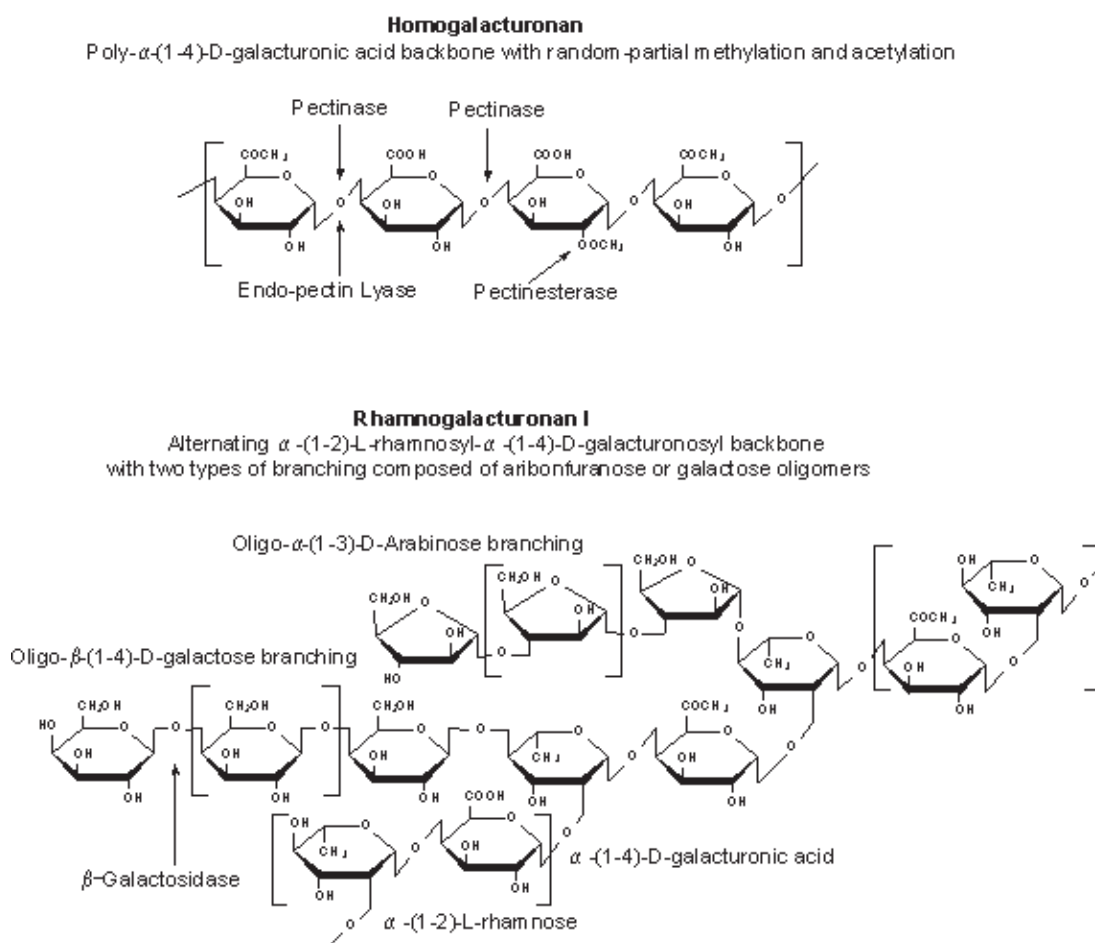 Homogalacturonan
Poly-α-(1-4)-D-galacturonic acid backbone with random-partial methylation and acetylation
Pectinase Pectinase
COCH₃ COOH COOH COCH₃
O O O O
O O O O
OH OH OH OH
OH OH OOCH₃ OH
Endo-pectin Lyase Pectinesterase
Rhamnogalacturonan I
Alternating α-(1-2)-L-rhamnosyl-α-(1-4)-D-galacturonosyl backbone
with two types of branching composed of aribonfuranose or galactose oligomers
Oligo-α-(1-3)-D-Arabinose branching
CH₂OH O CH₂OH O CH₂OH O OH O
CH₃ O
OH OH OH COCH₃ OH
HO O O O CH₃ O O
Oligo-β-(1-4)-D-galactose branching
CH₂OH CH₂OH CH₂OH COCH₃
HO O O O O O O O O
OH OH OH CH₃ OH
OH OH OH OH OH
COOH
OH O O O O
CH₃ OH
OH OH
α-(1-4)-D-galacturonic acid
β-Galactosidase
α-(1-2)-L-rhamnose
O